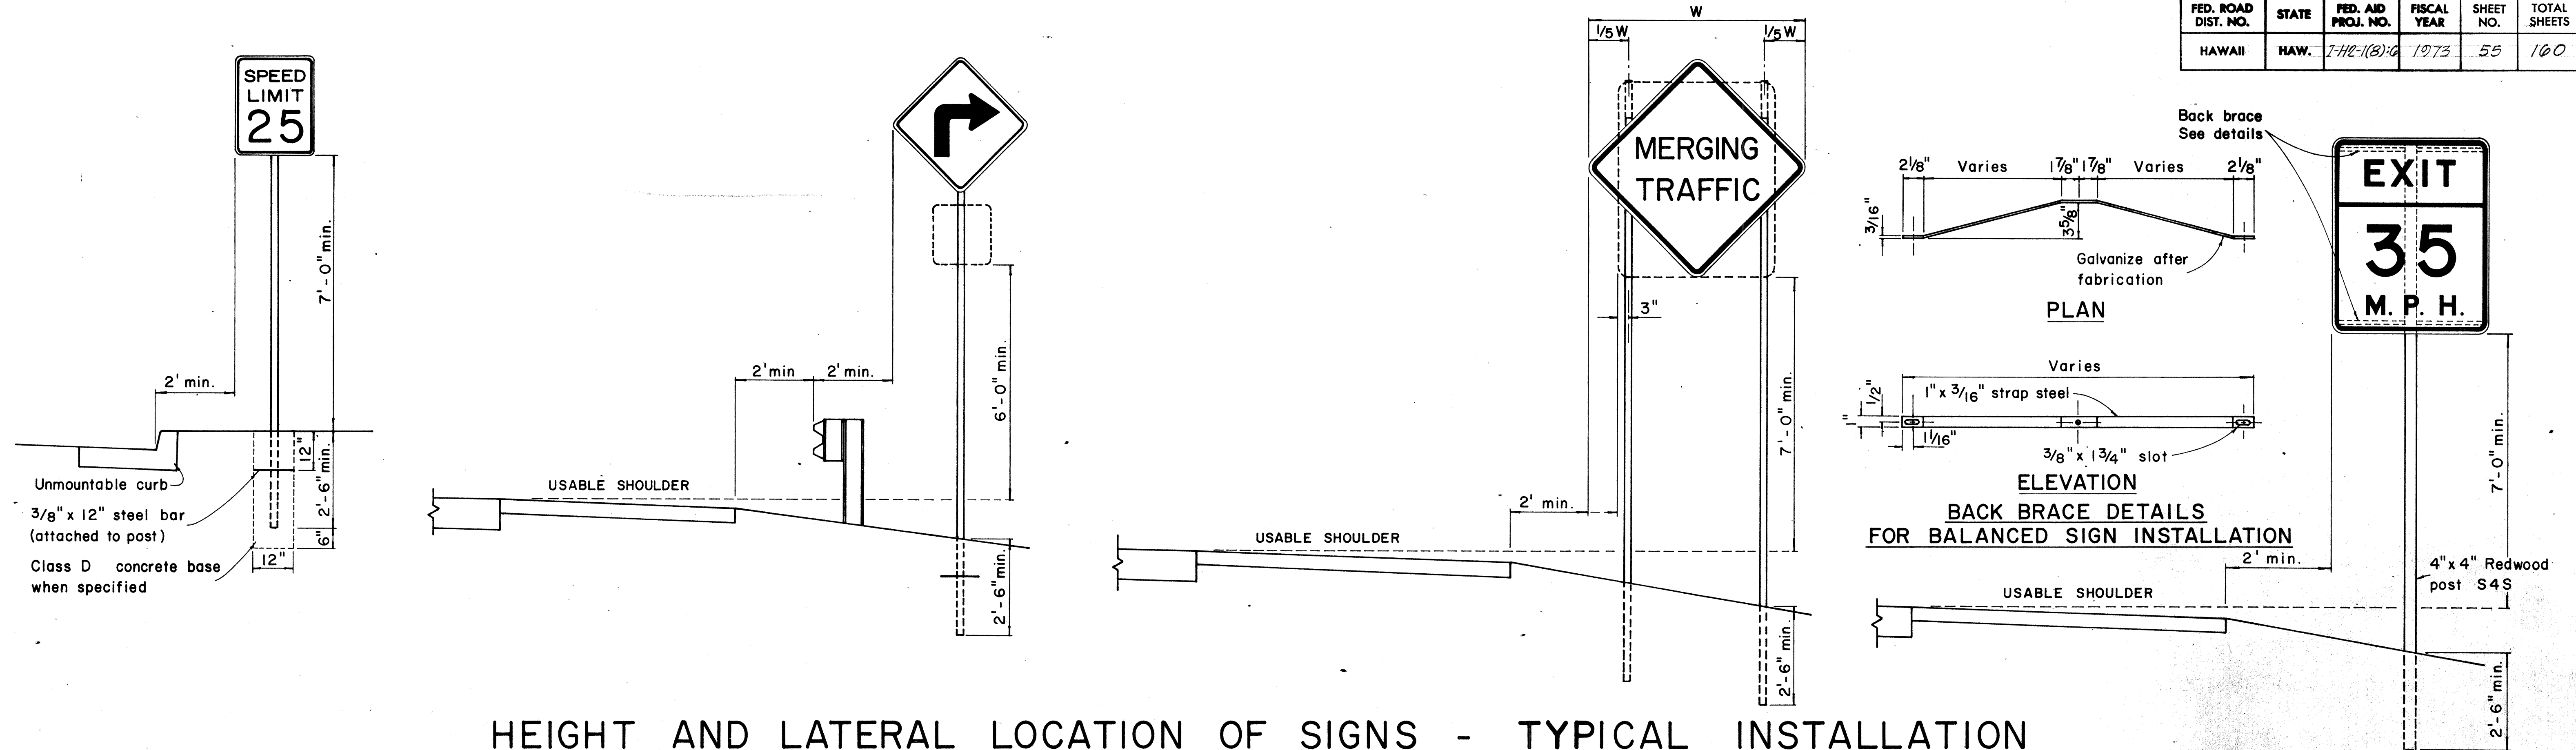 FED. ROAD DIST. NO. STATE FED. AID PROJ. NO. FISCAL YEAR SHEET NO. TOTAL SHEETS
HAWAII HAW. I-H2-1(8):6 1973 55 160
SPEED
LIMIT
25
7'-0" min.
2' min.
12"
2'-6" min.
6"
12"
Unmountable curb
3/8" x 12" steel bar
(attached to post)
Class D concrete base
when specified
2' min
2' min.
6'-0" min.
USABLE SHOULDER
2'-6" min.
W
1/5 W
1/5 W
MERGING
TRAFFIC
3"
7'-0" min.
2' min.
USABLE SHOULDER
2'-6" min.
2 1/8" Varies 1 7/8" 1 7/8" Varies 2 1/8"
3/16"
3 5/8"
Galvanize after
fabrication
PLAN
Varies
1/2"
1" x 3/16" strap steel
1"
1 1/16"
3/8" x 1 3/4" slot
ELEVATION
BACK BRACE DETAILS
FOR BALANCED SIGN INSTALLATION
Back brace
See details
EXIT
35
M. P. H.
7'-0" min.
2' min.
4" x 4" Redwood
post S4S
USABLE SHOULDER
2'-6" min.
HEIGHT AND LATERAL LOCATION OF SIGNS - TYPICAL INSTALLATION